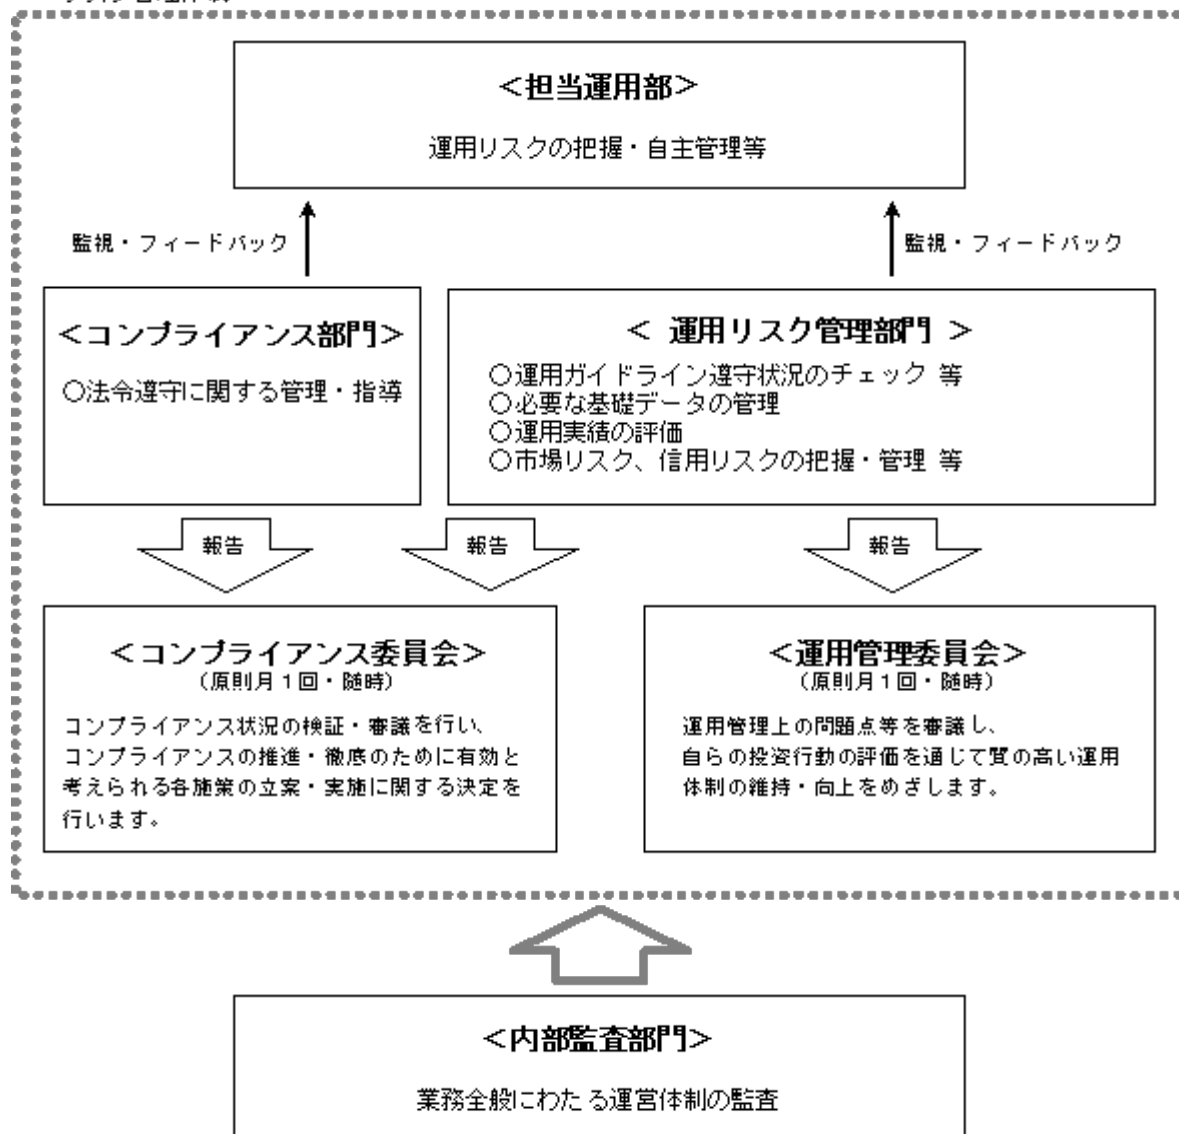 ＜担当運用部＞
運用リスクの把握・自主管理等
監視・フィードバック
監視・フィードバック
＜コンプライアンス部門＞
○法令遵守に関する管理・指導
＜ 運用リスク管理部門 ＞
○運用ガイドライン遵守状況のチェック 等
○必要な基礎データの管理
○運用実績の評価
○市場リスク、信用リスクの把握・管理 等
報告
報告
報告
＜コンプライアンス委員会＞
（原則月１回・随時）
コンプライアンス状況の検証・審議を行い、
コンプライアンスの推進・徹底のために有効と
考えられる各施策の立案・実施に関する決定を
行います。
＜運用管理委員会＞
（原則月１回・随時）
運用管理上の問題点等を審議し、
自らの投資行動の評価を通じて質の高い運用
体制の維持・向上をめざします。
＜内部監査部門＞
業務全般にわたる運営体制の監査